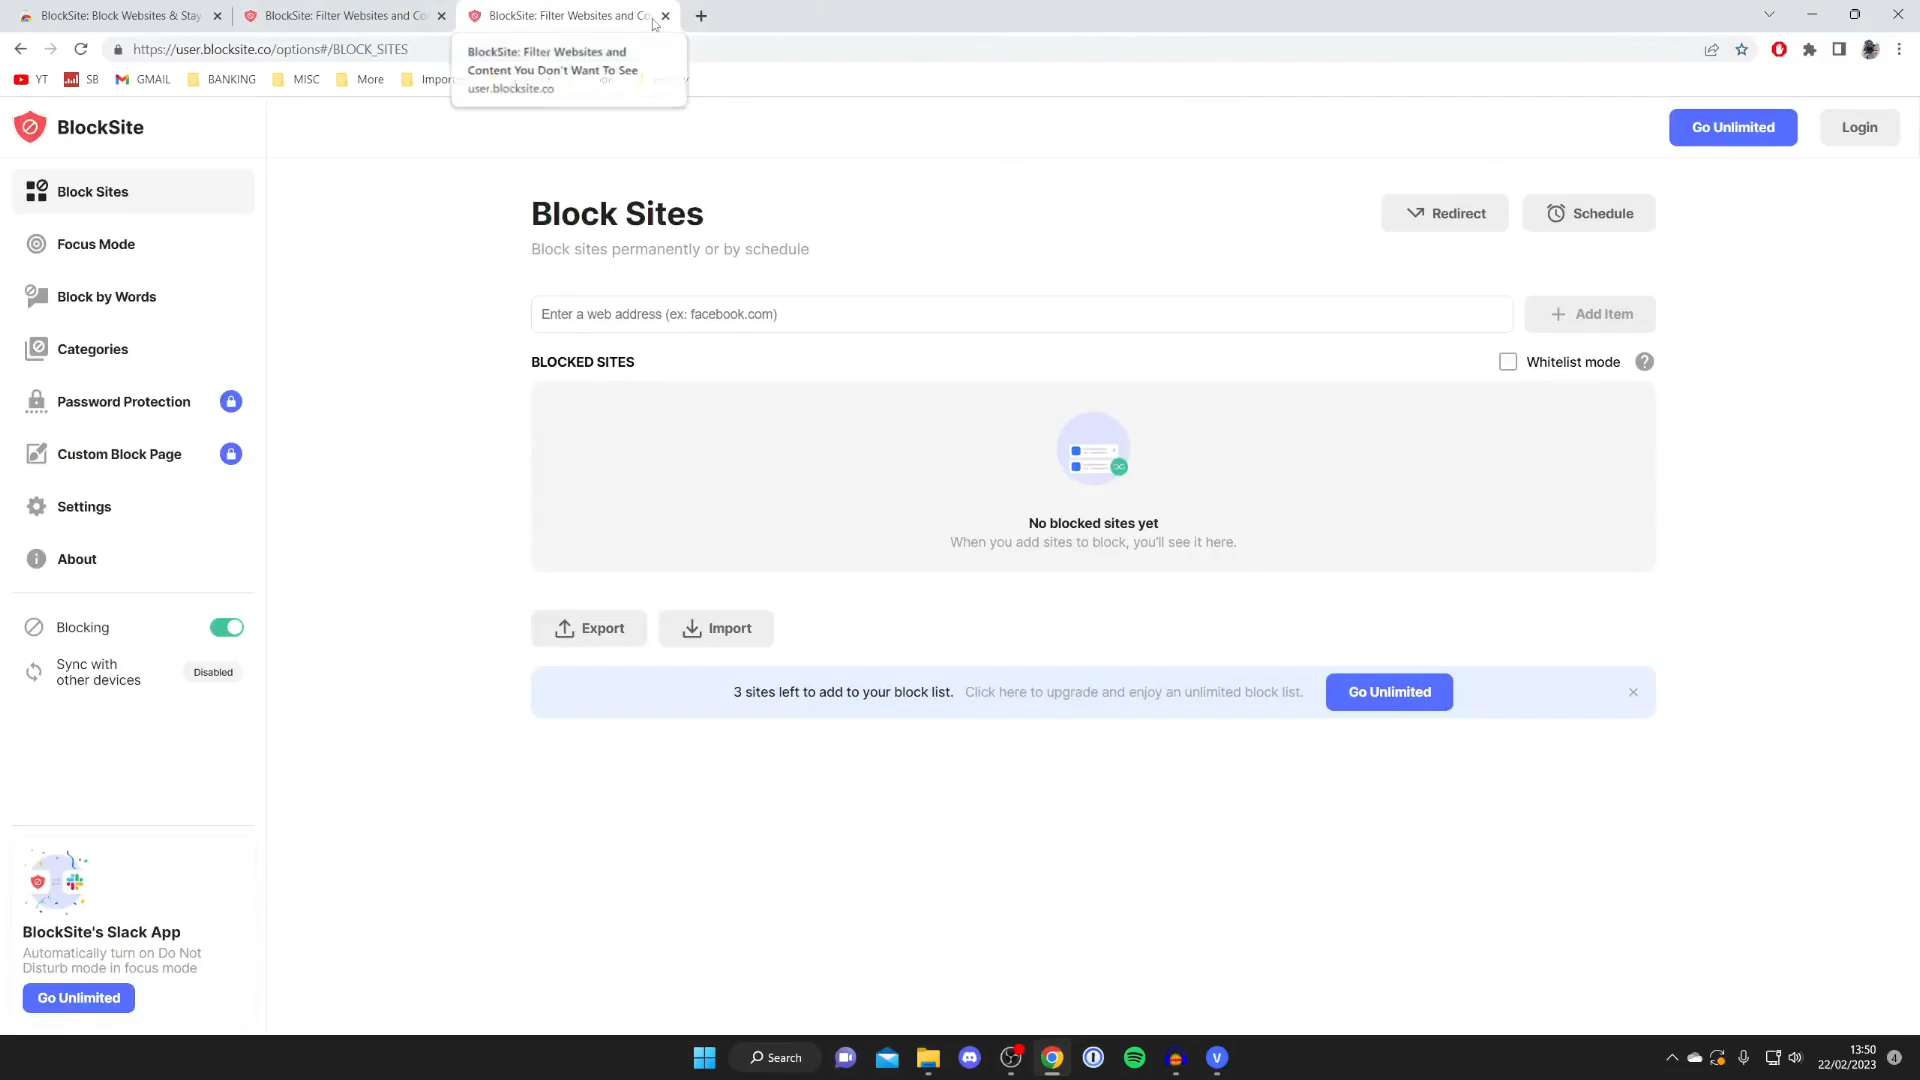 BlockSite: Block Websites & Stay
BlockSite: Filter Websites and Co
BlockSite: Filter Websites and Co
https://user.blocksite.co/options#/BLOCK_SITES
BlockSite: Filter Websites and
Content You Don't Want To See
user.blocksite.co
YT
SB
GMAIL
BANKING
MISC
More
Impor
BlockSite
Go Unlimited
Login
Block Sites
Focus Mode
Block by Words
Categories
Password Protection
Custom Block Page
Settings
About
Blocking
Sync with
other devices
Disabled
BlockSite's Slack App
Automatically turn on Do Not
Disturb mode in focus mode
Go Unlimited
Block Sites
Block sites permanently or by schedule
Redirect
Schedule
Enter a web address (ex: facebook.com)
+ Add Item
BLOCKED SITES
Whitelist mode
?
No blocked sites yet
When you add sites to block, you'll see it here.
Export
Import
3 sites left to add to your block list. Click here to upgrade and enjoy an unlimited block list.
Go Unlimited
Search
V
13:50
22/02/2023
4